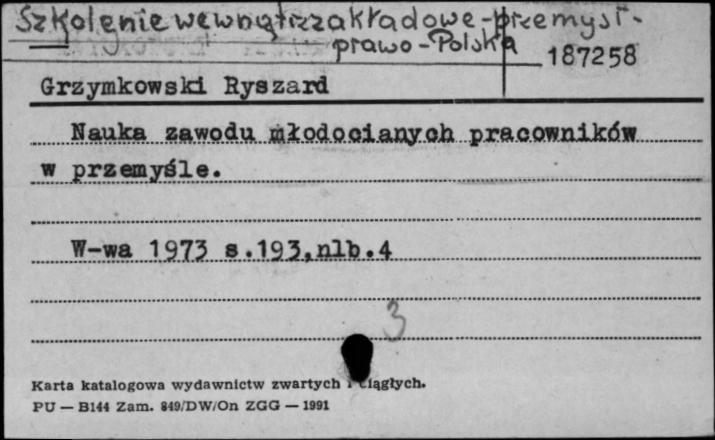 Szkolenie wewnątrzzakładowe-przemysł-
prawo-Polska
187258
Grzymkowski Ryszard
Nauka zawodu młodocianych pracowników
w przemyśle.
W-wa 1973 s.193,nlb.4
3
Karta katalogowa wydawnictw zwartych i ciągłych.
PU — B144 Zam. 849/DW/On ZGG — 1991